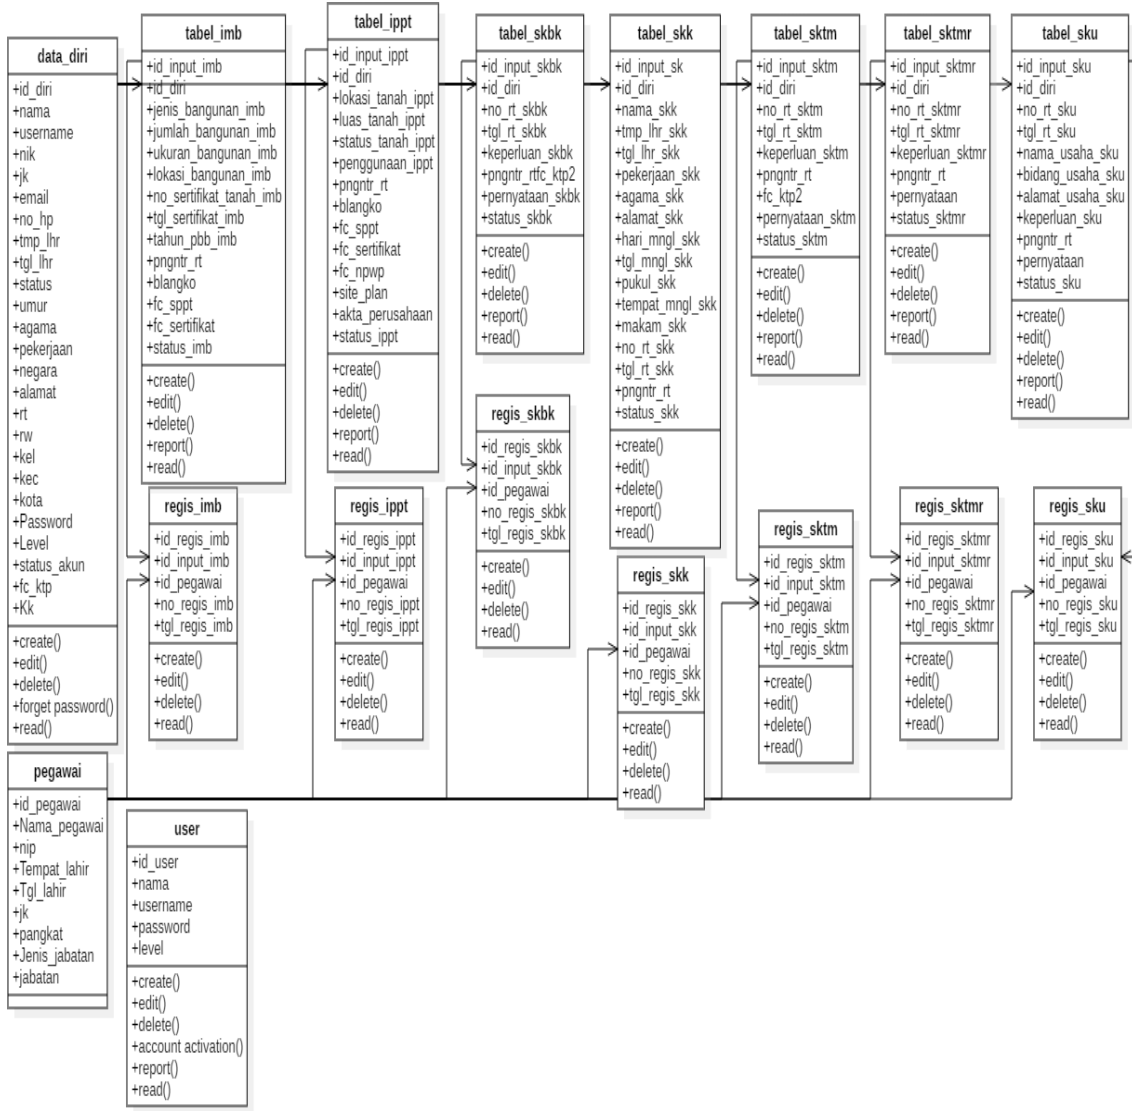 data_diri
+id_diri
+nama
+username
+nik
+jk
+email
+no_hp
+tmp_lhr
+tgl_lhr
+status
+umur
+agama
+pekerjaan
+negara
+alamat
+rt
+rw
+kel
+kec
+kota
+Password
+Level
+status_akun
+fc_ktp
+Kk
+create()
+edit()
+delete()
+forget password()
+read()
tabel_imb
+id_input_imb
+id_diri
+jenis_bangunan_imb
+jumlah_bangunan_imb
+ukuran_bangunan_imb
+lokasi_bangunan_imb
+no_sertifikat_tanah_imb
+tgl_sertifikat_imb
+tahun_pbb_imb
+pngntr_rt
+blangko
+fc_sppt
+fc_sertifikat
+status_imb
+create()
+edit()
+delete()
+report()
+read()
tabel_ippt
+id_input_ippt
+id_diri
+lokasi_tanah_ippt
+luas_tanah_ippt
+status_tanah_ippt
+penggunaan_ippt
+pngntr_rt
+blangko
+fc_sppt
+fc_sertifikat
+fc_npwp
+site_plan
+akta_perusahaan
+status_ippt
+create()
+edit()
+delete()
+report()
+read()
tabel_skbk
+id_input_skbk
+id_diri
+no_rt_skbk
+tgl_rt_skbk
+keperluan_skbk
+pngntr_rtfc_ktp2
+pernyataan_skbk
+status_skbk
+create()
+edit()
+delete()
+report()
+read()
tabel_skk
+id_input_sk
+id_diri
+nama_skk
+tmp_lhr_skk
+tgl_lhr_skk
+pekerjaan_skk
+agama_skk
+alamat_skk
+hari_mngl_skk
+tgl_mngl_skk
+pukul_skk
+tempat_mngl_skk
+makam_skk
+no_rt_skk
+tgl_rt_skk
+pngntr_rt
+status_skk
+create()
+edit()
+delete()
+report()
+read()
tabel_sktm
+id_input_sktm
+id_diri
+no_rt_sktm
+tgl_rt_sktm
+keperluan_sktm
+pngntr_rt
+fc_ktp2
+pernyataan_sktm
+status_sktm
+create()
+edit()
+delete()
+report()
+read()
tabel_sktmr
+id_input_sktmr
+id_diri
+no_rt_sktmr
+tgl_rt_sktmr
+keperluan_sktmr
+pngntr_rt
+pernyataan
+status_sktmr
+create()
+edit()
+delete()
+report()
+read()
tabel_sku
+id_input_sku
+id_diri
+no_rt_sku
+tgl_rt_sku
+nama_usaha_sku
+bidang_usaha_sku
+alamat_usaha_sku
+keperluan_sku
+pngntr_rt
+pernyataan
+status_sku
+create()
+edit()
+delete()
+report()
+read()
regis_imb
+id_regis_imb
+id_input_imb
+id_pegawai
+no_regis_imb
+tgl_regis_imb
+create()
+edit()
+delete()
+read()
regis_ippt
+id_regis_ippt
+id_input_ippt
+id_pegawai
+no_regis_ippt
+tgl_regis_ippt
+create()
+edit()
+delete()
+read()
regis_skbk
+id_regis_skbk
+id_input_skbk
+id_pegawai
+no_regis_skbk
+tgl_regis_skbk
+create()
+edit()
+delete()
+read()
regis_skk
+id_regis_skk
+id_input_skk
+id_pegawai
+no_regis_skk
+tgl_regis_skk
+create()
+edit()
+delete()
+read()
regis_sktm
+id_regis_sktm
+id_input_sktm
+id_pegawai
+no_regis_sktm
+tgl_regis_sktm
+create()
+edit()
+delete()
+read()
regis_sktmr
+id_regis_sktmr
+id_input_sktmr
+id_pegawai
+no_regis_sktmr
+tgl_regis_sktmr
+create()
+edit()
+delete()
+read()
regis_sku
+id_regis_sku
+id_input_sku
+id_pegawai
+no_regis_sku
+tgl_regis_sku
+create()
+edit()
+delete()
+read()
pegawai
+id_pegawai
+Nama_pegawai
+nip
+Tempat_lahir
+Tgl_lahir
+jk
+pangkat
+Jenis_jabatan
+jabatan
user
+id_user
+nama
+username
+password
+level
+create()
+edit()
+delete()
+account activation()
+report()
+read()